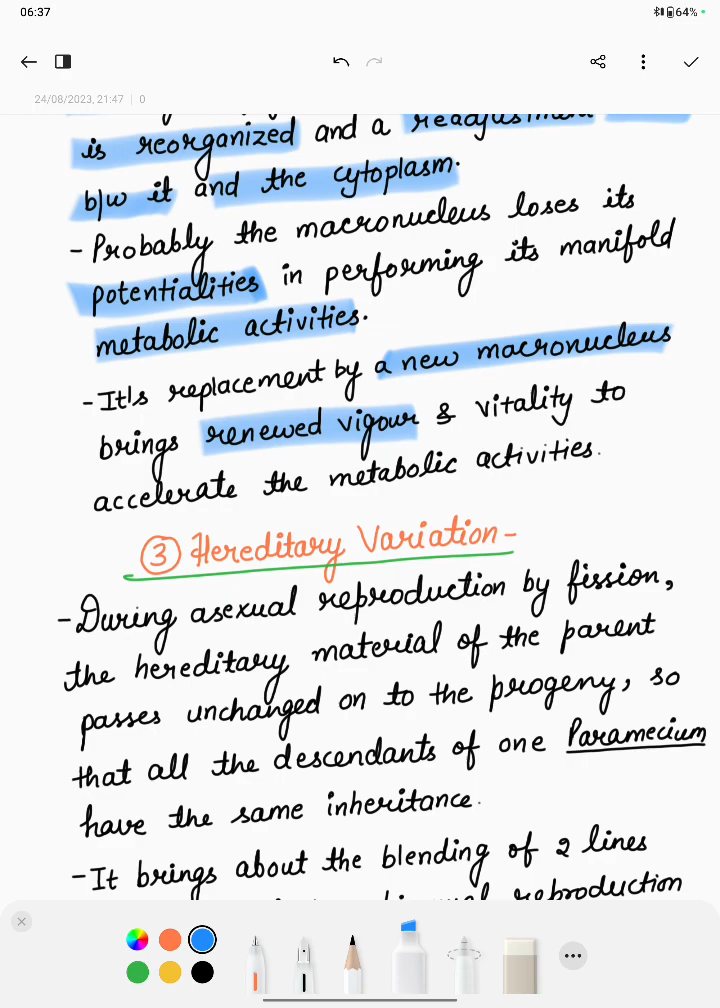 06:37
64%
24/08/2023, 21:47 | 0
is reorganized and a readjustment
b/w it and the cytoplasm.
- Probably the macronucleus loses its
potentialities in performing its manifold
metabolic activities.
- It's replacement by a new macronucleus
brings renewed vigour & vitality to
accelerate the metabolic activities.
③ Hereditary Variation -
- During asexual reproduction by fission,
the hereditary material of the parent
passes unchanged on to the progeny, so
that all the descendants of one Paramecium
have the same inheritance.
- It brings about the blending of 2 lines
reproduction